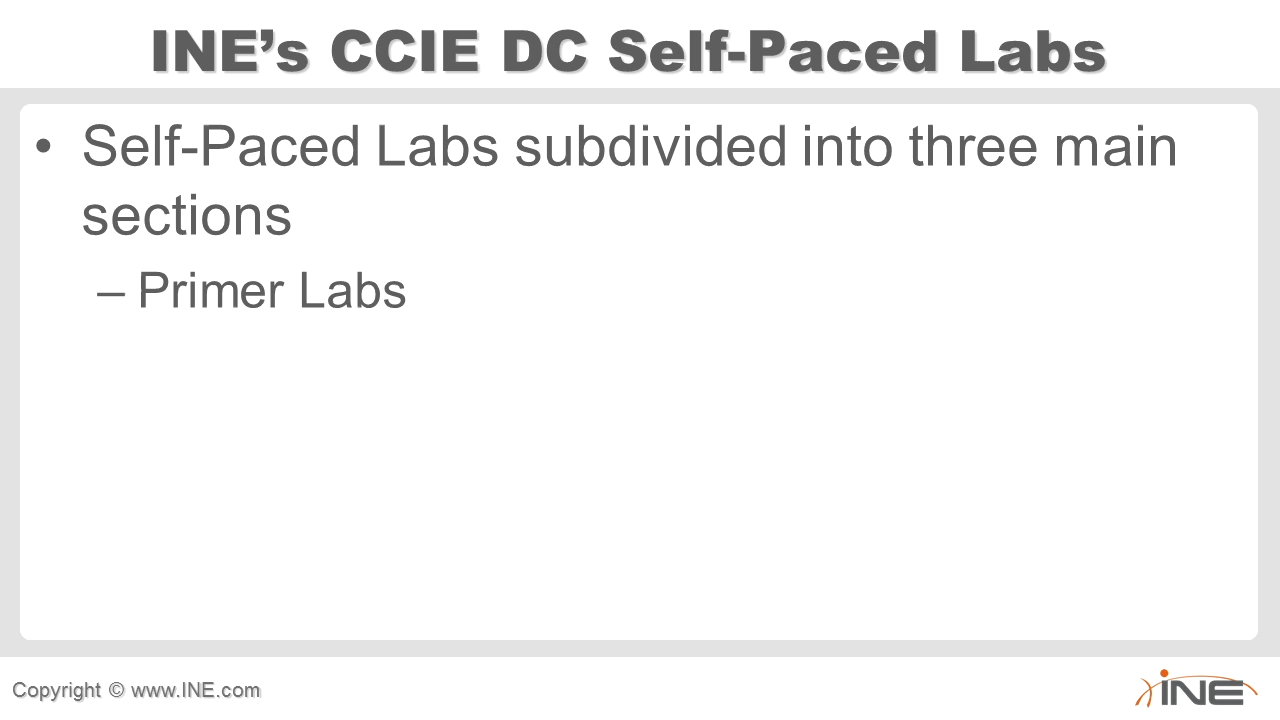 INE’s CCIE DC Self-Paced Labs
• Self-Paced Labs subdivided into three main
sections
– Primer Labs
Copyright © www.INE.com
INE